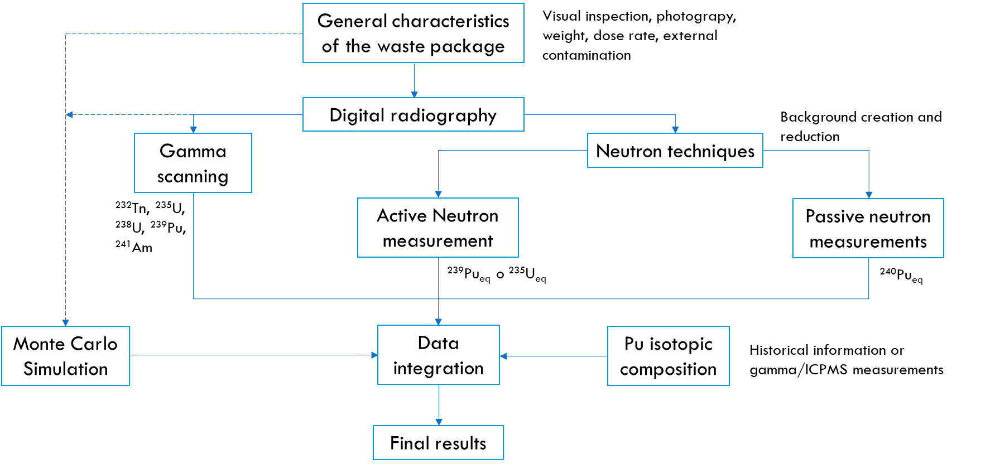 General characteristics
of the waste package
Visual inspection, photograpy,
weight, dose rate, external
contamination
Digital radiography
Background creation and
reduction
Gamma
scanning
Neutron techniques
²³²Tn, ²³⁵U,
²³⁸U, ²³⁹Pu,
²⁴¹Am
Active Neutron
measurement
Passive neutron
measurements
²³⁹Pueq o ²³⁵Ueq
²⁴⁰Pueq
Monte Carlo
Simulation
Data
integration
Pu isotopic
composition
Historical information or
gamma/ICPMS measurements
Final results